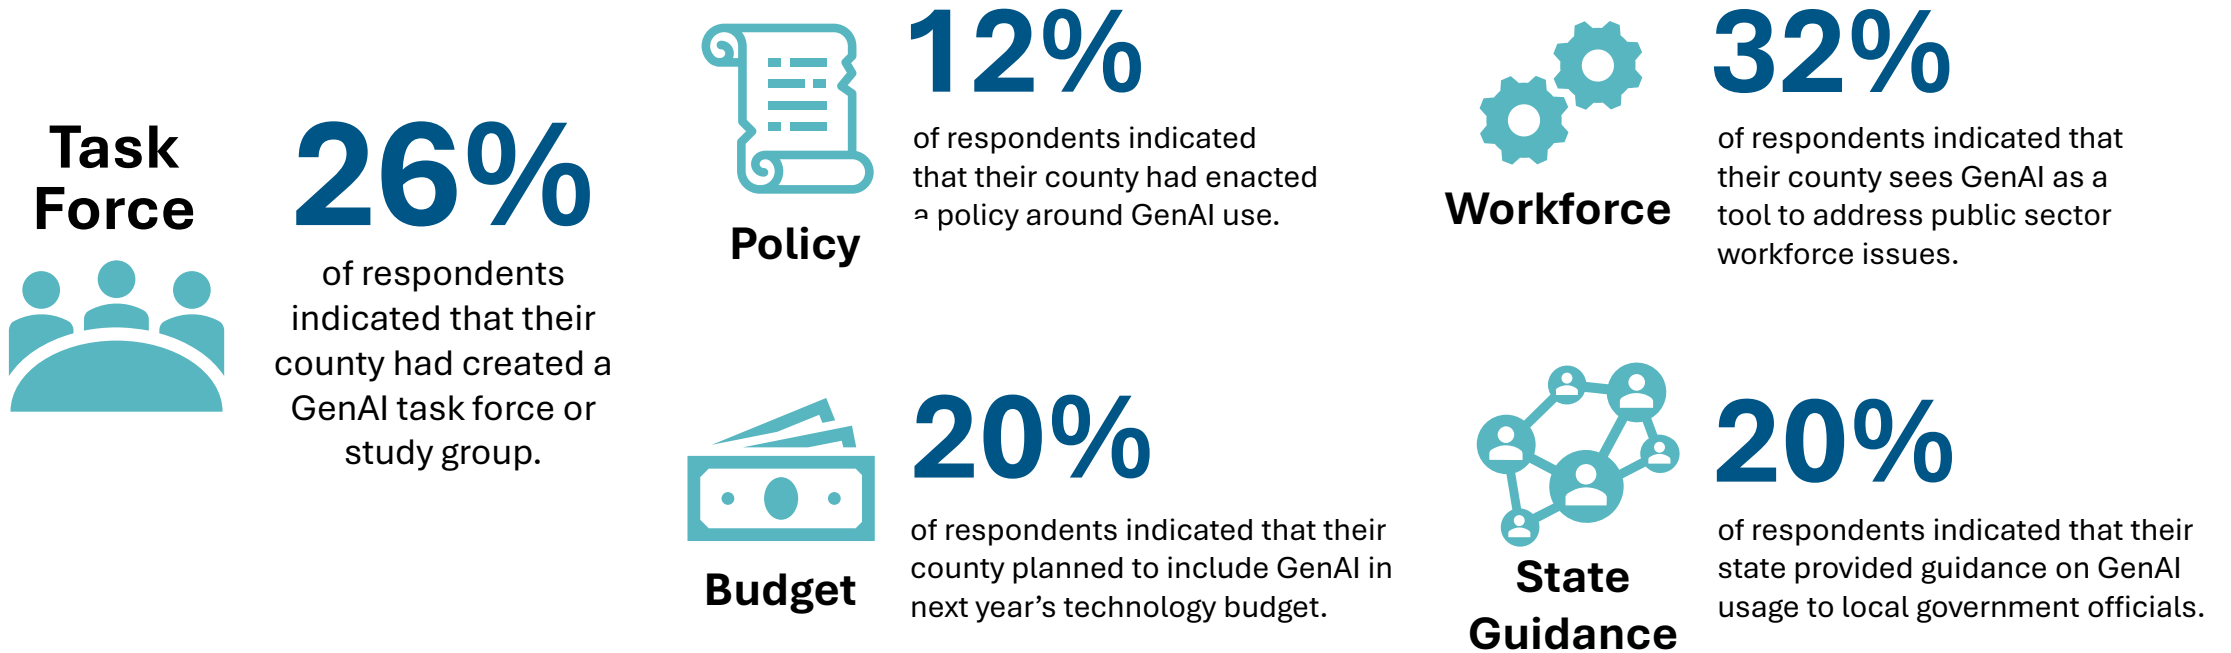 Task
Force
26%
of respondents
indicated that their
county had created a
GenAI task force or
study group.
Policy
12%
of respondents indicated
that their county had enacted
a policy around GenAI use.
Workforce
32%
of respondents indicated that
their county sees GenAI as a
tool to address public sector
workforce issues.
Budget
20%
of respondents indicated that their
county planned to include GenAI in
next year’s technology budget.
State
Guidance
20%
of respondents indicated that their
state provided guidance on GenAI
usage to local government officials.